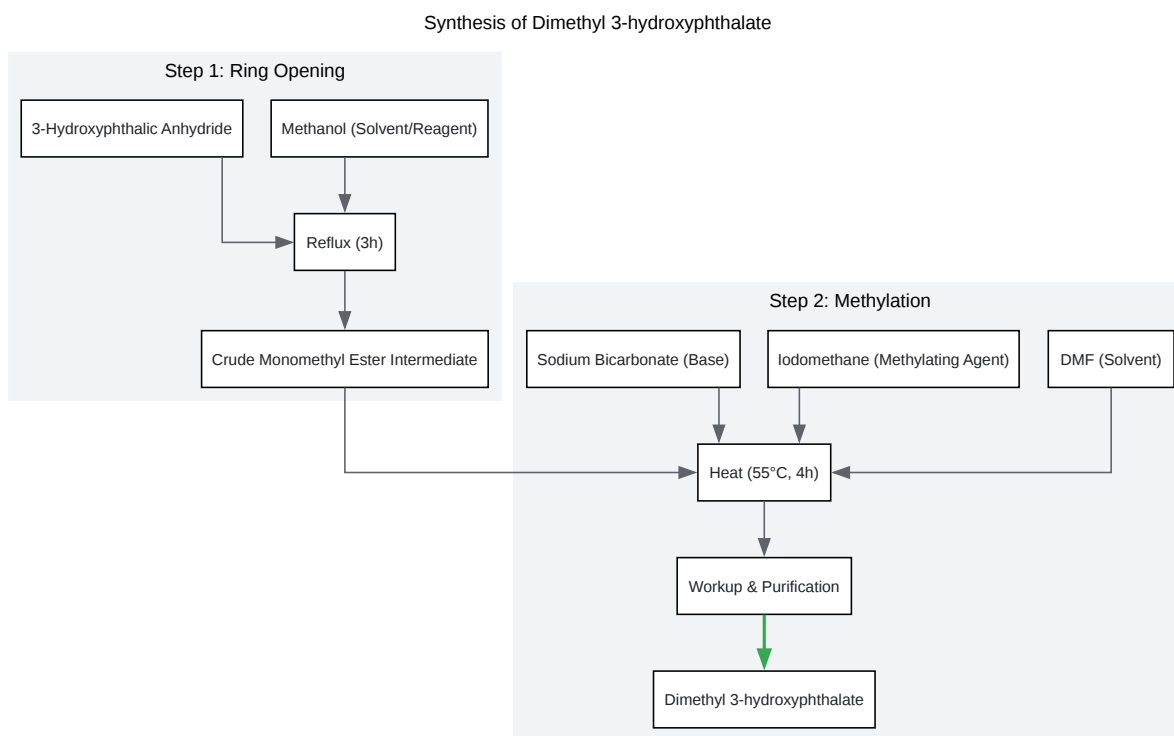 Synthesis of Dimethyl 3-hydroxyphthalate
Step 1: Ring Opening
3-Hydroxyphthalic Anhydride
Methanol (Solvent/Reagent)
Reflux (3h)
Crude Monomethyl Ester Intermediate
Step 2: Methylation
Sodium Bicarbonate (Base)
Iodomethane (Methylating Agent)
DMF (Solvent)
Heat (55°C, 4h)
Workup & Purification
Dimethyl 3-hydroxyphthalate